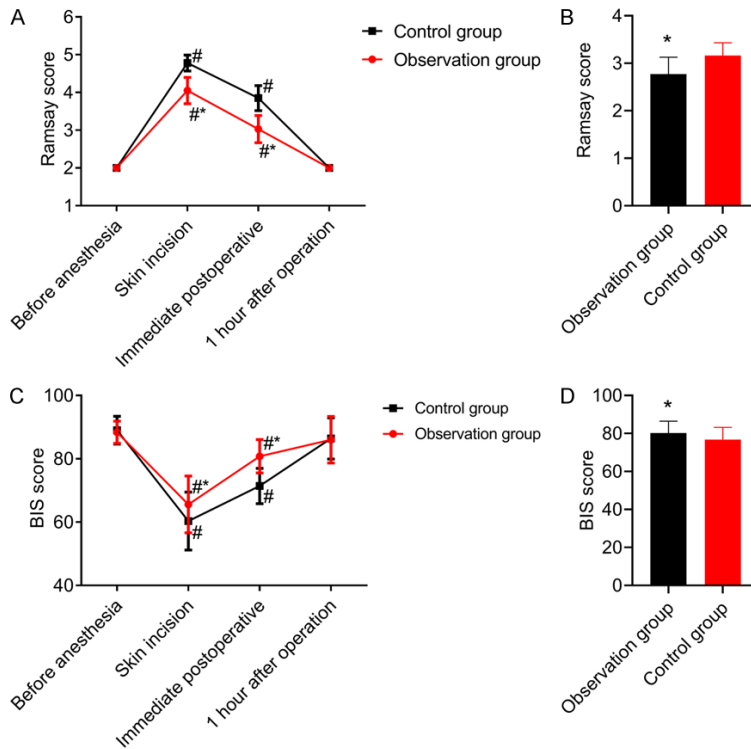 A
Ramsay score
6
5
4
3
2
1
#
#
#*
#*
Control group
Observation group
Before anesthesia
Skin incision
Immediate postoperative
1 hour after operation
B
Ramsay score
4
3
2
1
0
*
Observation group
Control group
C
BIS score
100
80
60
40
#*
#
#*
#
Control group
Observation group
Before anesthesia
Skin incision
Immediate postoperative
1 hour after operation
D
BIS score
100
80
60
40
20
0
*
Observation group
Control group